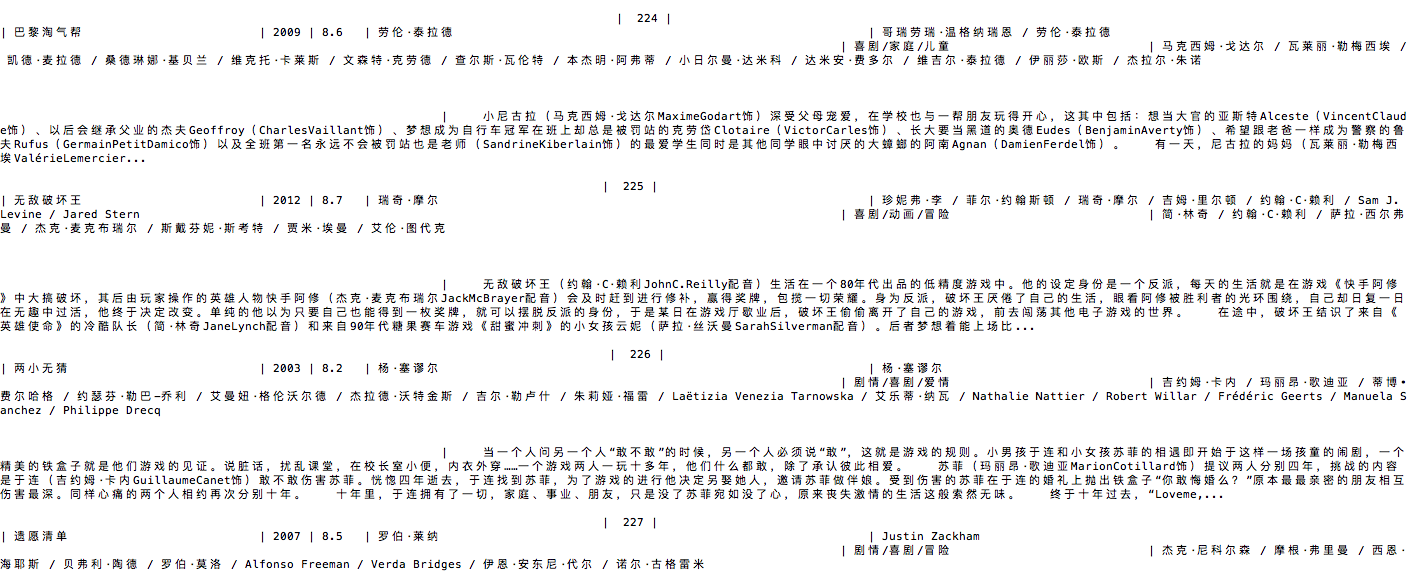 | 224 |
| 巴黎淘气帮 | 2009 | 8.6 | 劳伦·泰拉德 | 哥瑞劳瑞·温格纳瑞恩 / 劳伦·泰拉德
| 喜剧/家庭/儿童 | 马克西姆·戈达尔 / 瓦莱丽·勒梅西埃 /
凯德·麦拉德 / 桑德琳娜·基贝兰 / 维克托·卡莱斯 / 文森特·克劳德 / 查尔斯·瓦伦特 / 本杰明·阿弗蒂 / 小日尔曼·达米科 / 达米安·费多尔 / 维吉尔·泰拉德 / 伊丽莎·欧斯 / 杰拉尔·朱诺
| 小尼古拉（马克西姆·戈达尔MaximeGodart饰）深受父母宠爱，在学校也与一帮朋友玩得开心，这其中包括：想当大官的亚斯特Alceste（VincentClaud
e饰）、以后会继承父业的杰夫Geoffroy（CharlesVaillant饰）、梦想成为自行车冠军在班上却总是被罚站的克劳岱Clotaire（VictorCarles饰）、长大要当黑道的奥德Eudes（BenjaminAverty饰）、希望跟老爸一样成为警察的鲁
夫Rufus（GermainPetitDamico饰）以及全班第一名永远不会被罚站也是老师（SandrineKiberlain饰）的最爱学生同时是其他同学眼中讨厌的大蟑螂的阿南Agnan（DamienFerdel饰）。 有一天，尼古拉的妈妈（瓦莱丽·勒梅西
埃ValérieLemercier...
| 225 |
| 无敌破坏王 | 2012 | 8.7 | 瑞奇·摩尔 | 珍妮弗·李 / 菲尔·约翰斯顿 / 瑞奇·摩尔 / 吉姆·里尔顿 / 约翰·C·赖利 / Sam J.
Levine / Jared Stern | 喜剧/动画/冒险 | 简·林奇 / 约翰·C·赖利 / 萨拉·西尔弗
曼 / 杰克·麦克布瑞尔 / 斯戴芬妮·斯考特 / 贾米·埃曼 / 艾伦·图代克
| 无敌破坏王（约翰·C·赖利JohnC.Reilly配音）生活在一个80年代出品的低精度游戏中。他的设定身份是一个反派，每天的生活就是在游戏《快手阿修
》中大搞破坏，其后由玩家操作的英雄人物快手阿修（杰克·麦克布瑞尔JackMcBrayer配音）会及时赶到进行修补，赢得奖牌，包揽一切荣耀。身为反派，破坏王厌倦了自己的生活，眼看阿修被胜利者的光环围绕，自己却日复一日
在无趣中过活，他终于决定改变。单纯的他以为只要自己也能得到一枚奖牌，就可以摆脱反派的身份，于是某日在游戏厅歇业后，破坏王偷偷离开了自己的游戏，前去闯荡其他电子游戏的世界。 在途中，破坏王结识了来自《
英雄使命》的冷酷队长（简·林奇JaneLynch配音）和来自90年代糖果赛车游戏《甜蜜冲刺》的小女孩云妮（萨拉·丝沃曼SarahSilverman配音）。后者梦想着能上场比...
| 226 |
| 两小无猜 | 2003 | 8.2 | 杨·塞谬尔 | 杨·塞谬尔
| 剧情/喜剧/爱情 | 吉约姆·卡内 / 玛丽昂·歌迪亚 / 蒂博•
费尔哈格 / 约瑟芬·勒巴-乔利 / 艾曼妞·格伦沃尔德 / 杰拉德·沃特金斯 / 吉尔·勒卢什 / 朱莉娅·福雷 / Laëtizia Venezia Tarnowska / 艾乐蒂·纳瓦 / Nathalie Nattier / Robert Willar / Frédéric Geerts / Manuela S
anchez / Philippe Drecq
| 当一个人问另一个人“敢不敢”的时候，另一个人必须说“敢”，这就是游戏的规则。小男孩于连和小女孩苏菲的相遇即开始于这样一场孩童的闹剧，一个
精美的铁盒子就是他们游戏的见证。说脏话，扰乱课堂，在校长室小便，内衣外穿……一个游戏两人一玩十多年，他们什么都敢，除了承认彼此相爱。 苏菲（玛丽昂·歌迪亚MarionCotillard饰）提议两人分别四年，挑战的内容
是于连（吉约姆·卡内GuillaumeCanet饰）敢不敢伤害苏菲。恍惚四年逝去，于连找到苏菲，为了游戏的进行他决定另娶她人，邀请苏菲做伴娘。受到伤害的苏菲在于连的婚礼上抛出铁盒子“你敢悔婚么？”原本最最亲密的朋友相互
伤害最深。同样心痛的两个人相约再次分别十年。 十年里，于连拥有了一切，家庭、事业、朋友，只是没了苏菲宛如没了心，原来丧失激情的生活这般索然无味。 终于十年过去，“Loveme,...
| 227 |
| 遗愿清单 | 2007 | 8.5 | 罗伯·莱纳 | Justin Zackham
| 剧情/喜剧/冒险 | 杰克·尼科尔森 / 摩根·弗里曼 / 西恩·
海耶斯 / 贝弗利·陶德 / 罗伯·莫洛 / Alfonso Freeman / Verda Bridges / 伊恩·安东尼·代尔 / 诺尔·古格雷米